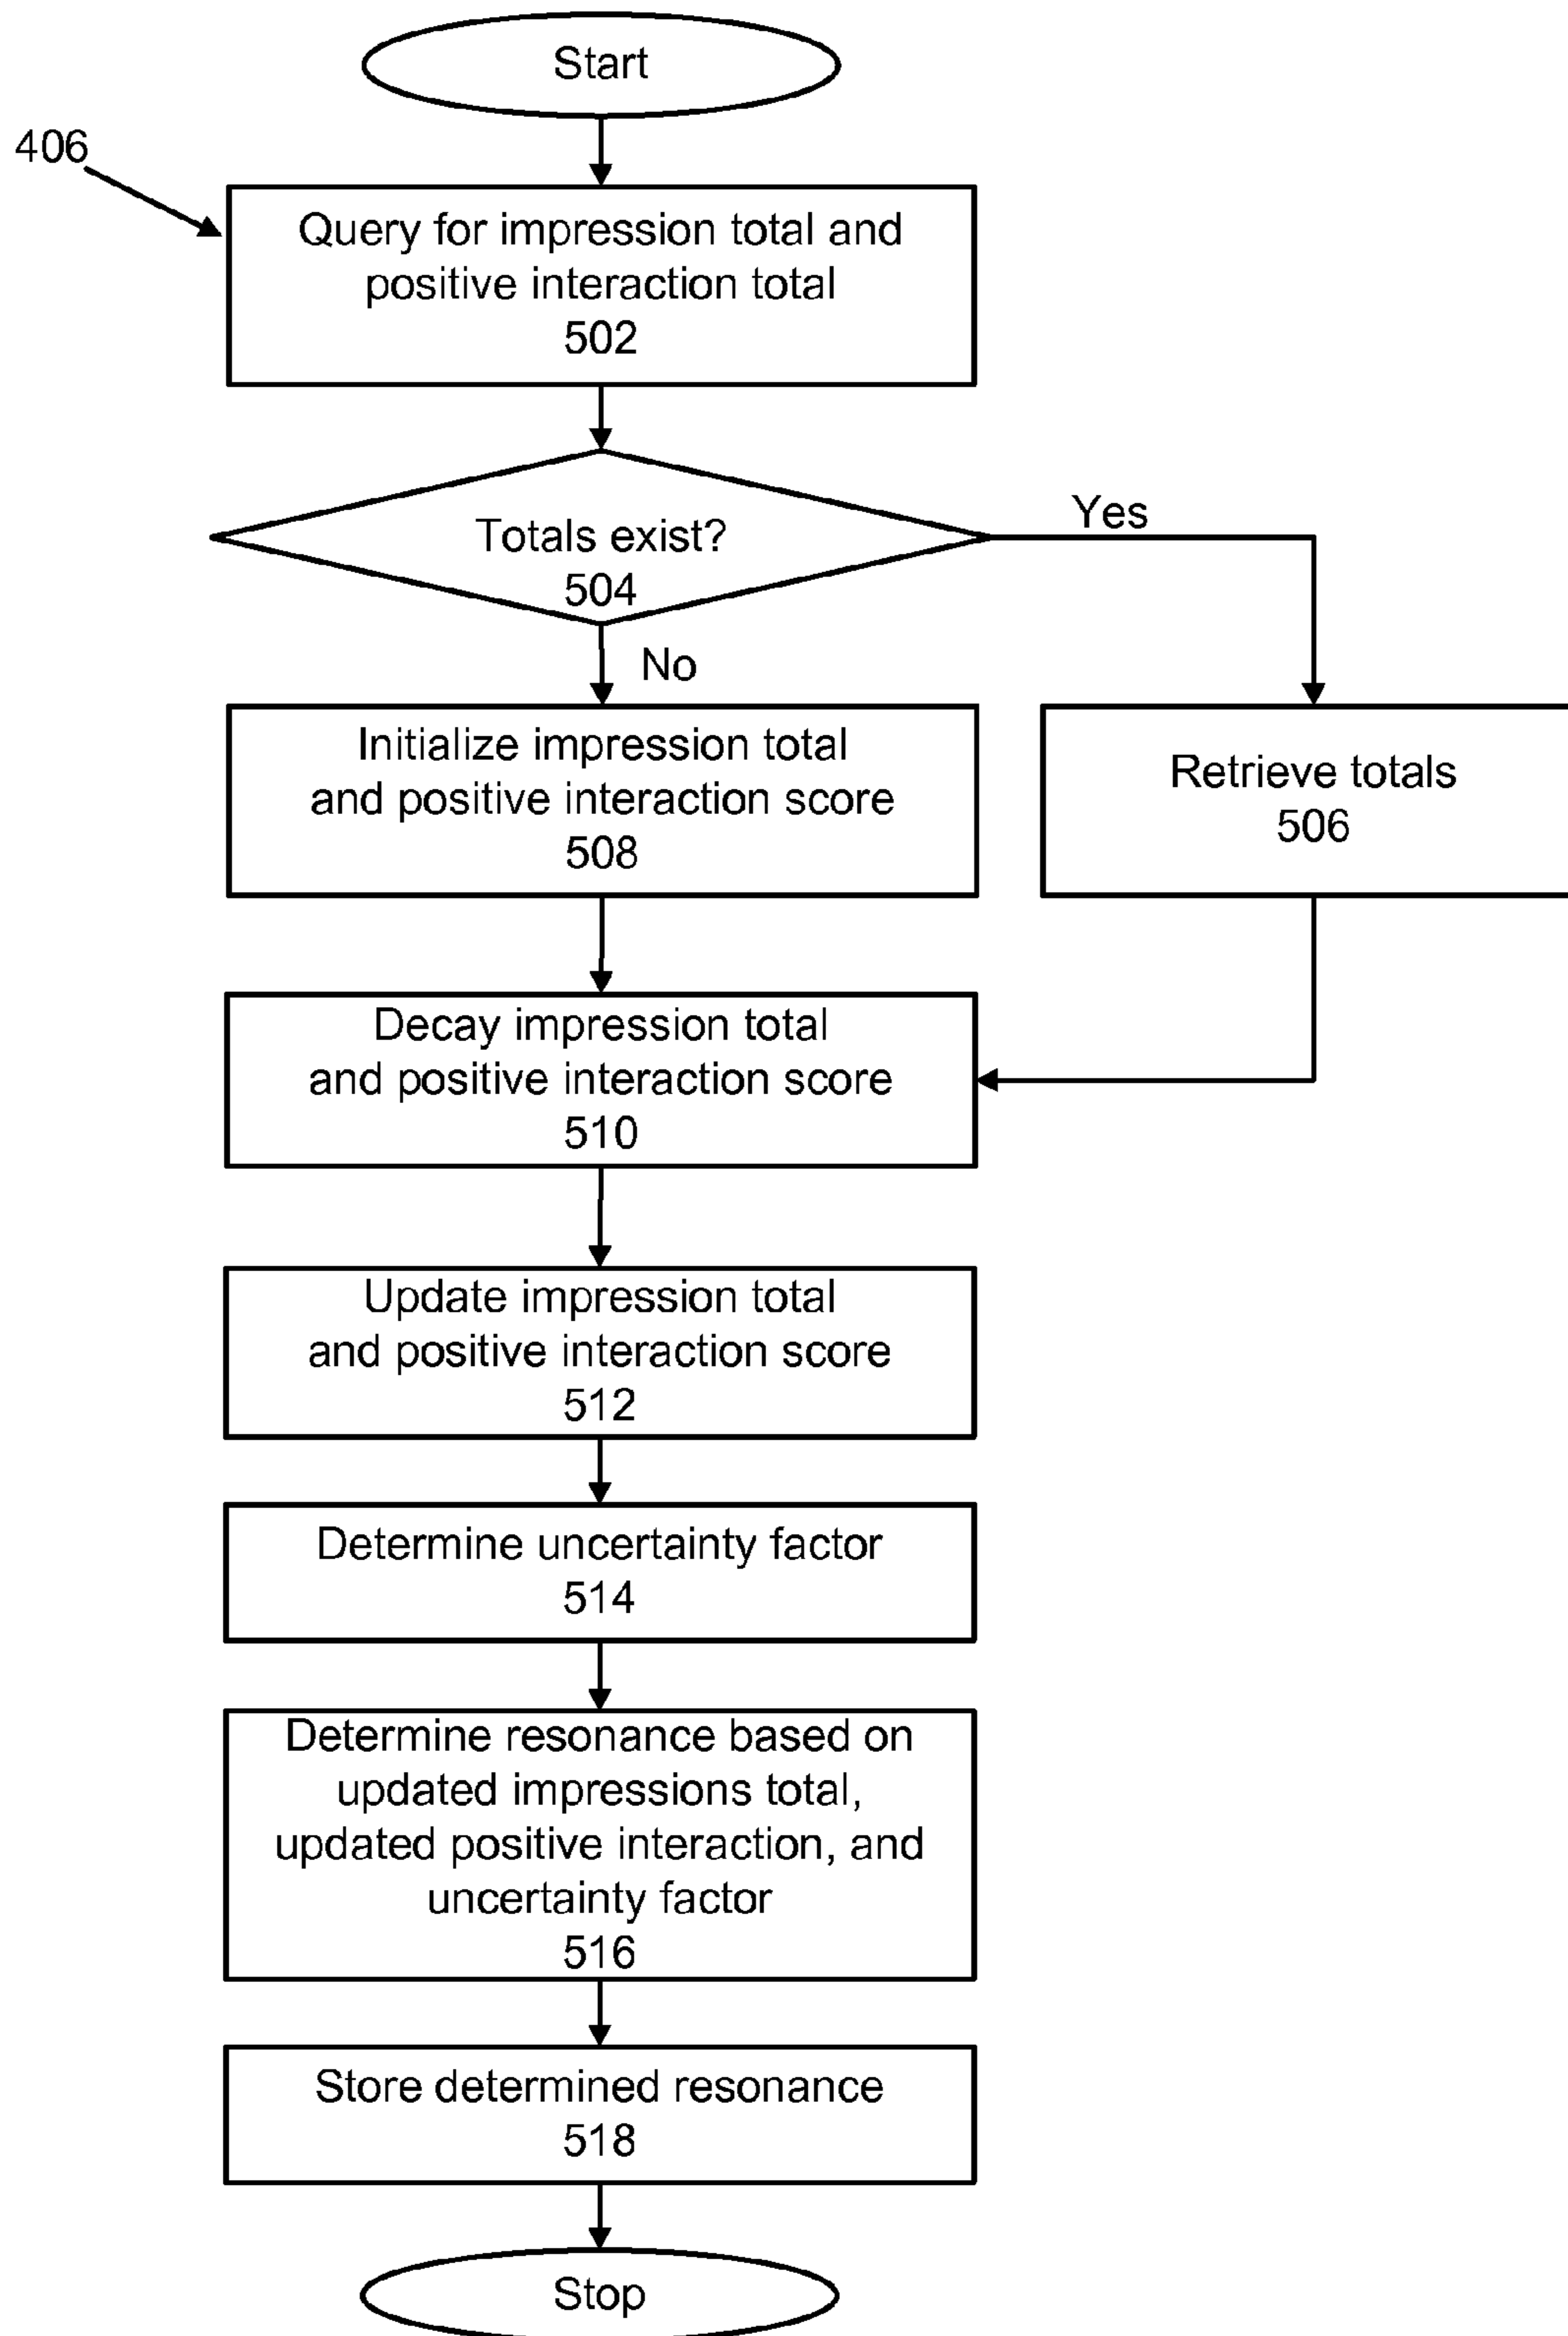 Start
406
Query for impression total and
positive interaction total
502
Totals exist?
504
Yes
No
Initialize impression total
and positive interaction score
508
Retrieve totals
506
Decay impression total
and positive interaction score
510
Update impression total
and positive interaction score
512
Determine uncertainty factor
514
Determine resonance based on
updated impressions total,
updated positive interaction, and
uncertainty factor
516
Store determined resonance
518
Stop